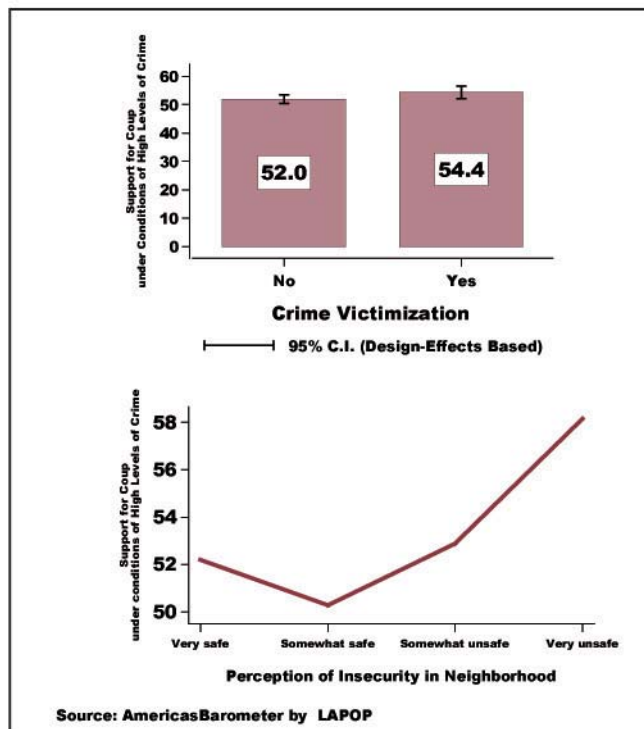 Support for Coup
under Conditions of High Levels of Crime
60
50
40
30
20
10
0
52.0
54.4
No
Yes
Crime Victimization
95% C.I. (Design-Effects Based)
Support for Coup
under conditions of High Levels of Crime
58
56
54
52
50
Very safe
Somewhat safe
Somewhat unsafe
Very unsafe
Perception of Insecurity in Neighborhood
Source: AmericasBarometer by LAPOP